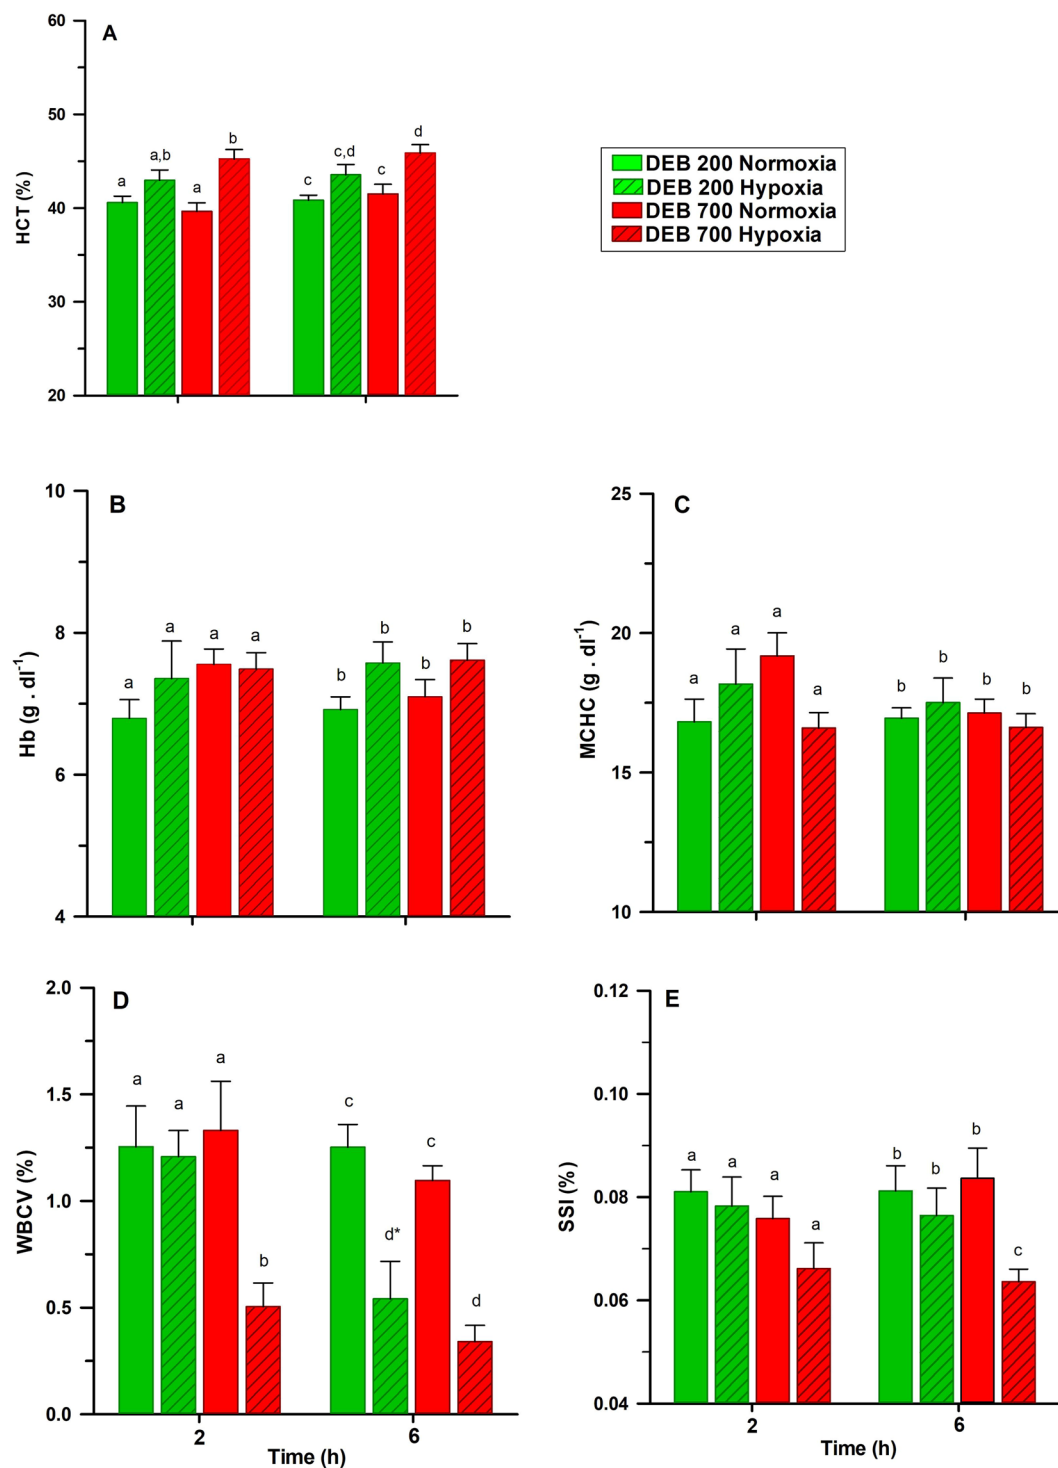 A
60
50
40
30
20
HCT (%)
a
a,b
a
b
c
c,d
c
d
DEB 200 Normoxia
DEB 200 Hypoxia
DEB 700 Normoxia
DEB 700 Hypoxia
B
10
8
6
4
Hb (g . dl-1)
a
a
a
a
b
b
b
b
C
25
20
15
10
MCHC (g . dl-1)
a
a
a
a
b
b
b
b
D
2.0
1.5
1.0
0.5
0.0
WBCV (%)
a
a
a
b
c
d*
c
d
2
6
Time (h)
E
0.12
0.10
0.08
0.06
0.04
SSI (%)
a
a
a
a
b
b
b
c
2
6
Time (h)